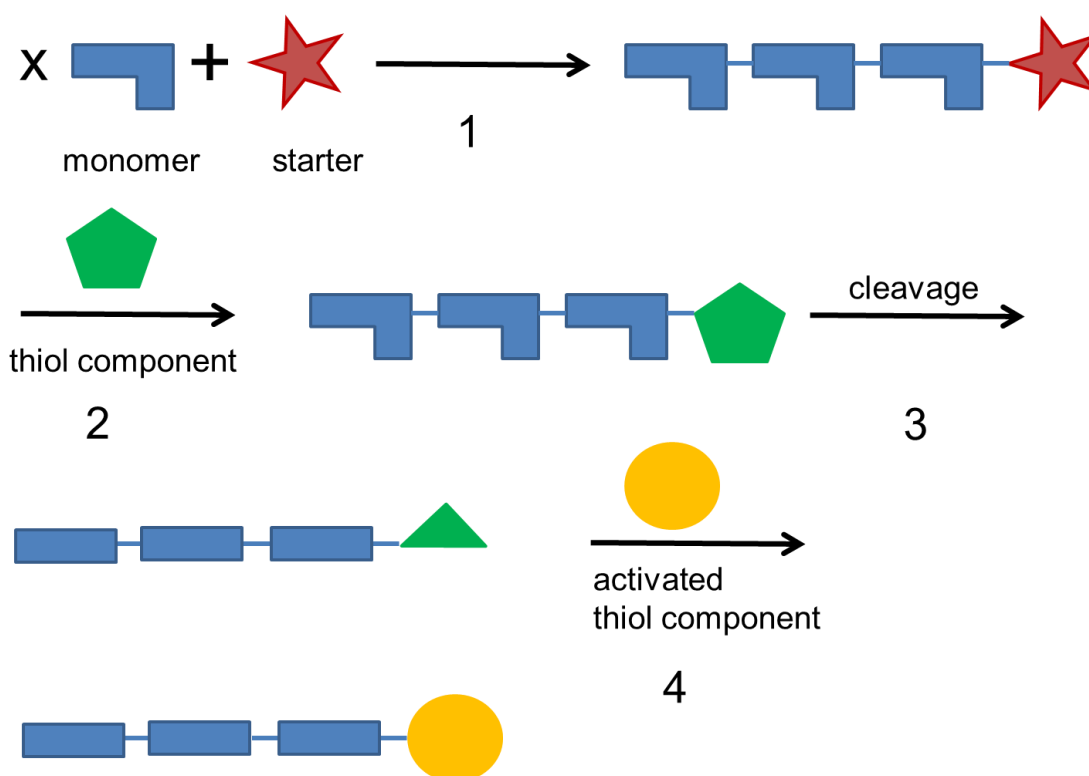 x + 
monomer starter
1
thiol component
2
cleavage
3
activated
thiol component
4